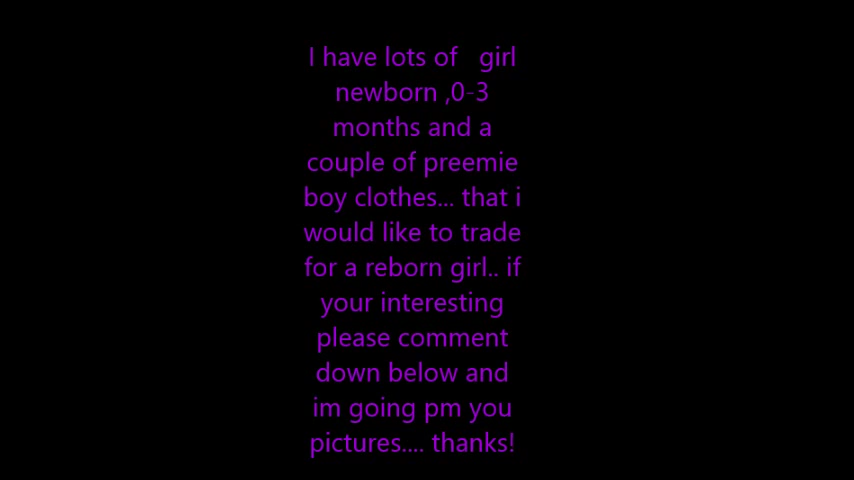 I have lots of   girl
newborn ,0-3
months and a
couple of preemie
boy clothes... that i
would like to trade
for a reborn girl.. if
your interesting
please comment
down below and
im going pm you
pictures.... thanks!